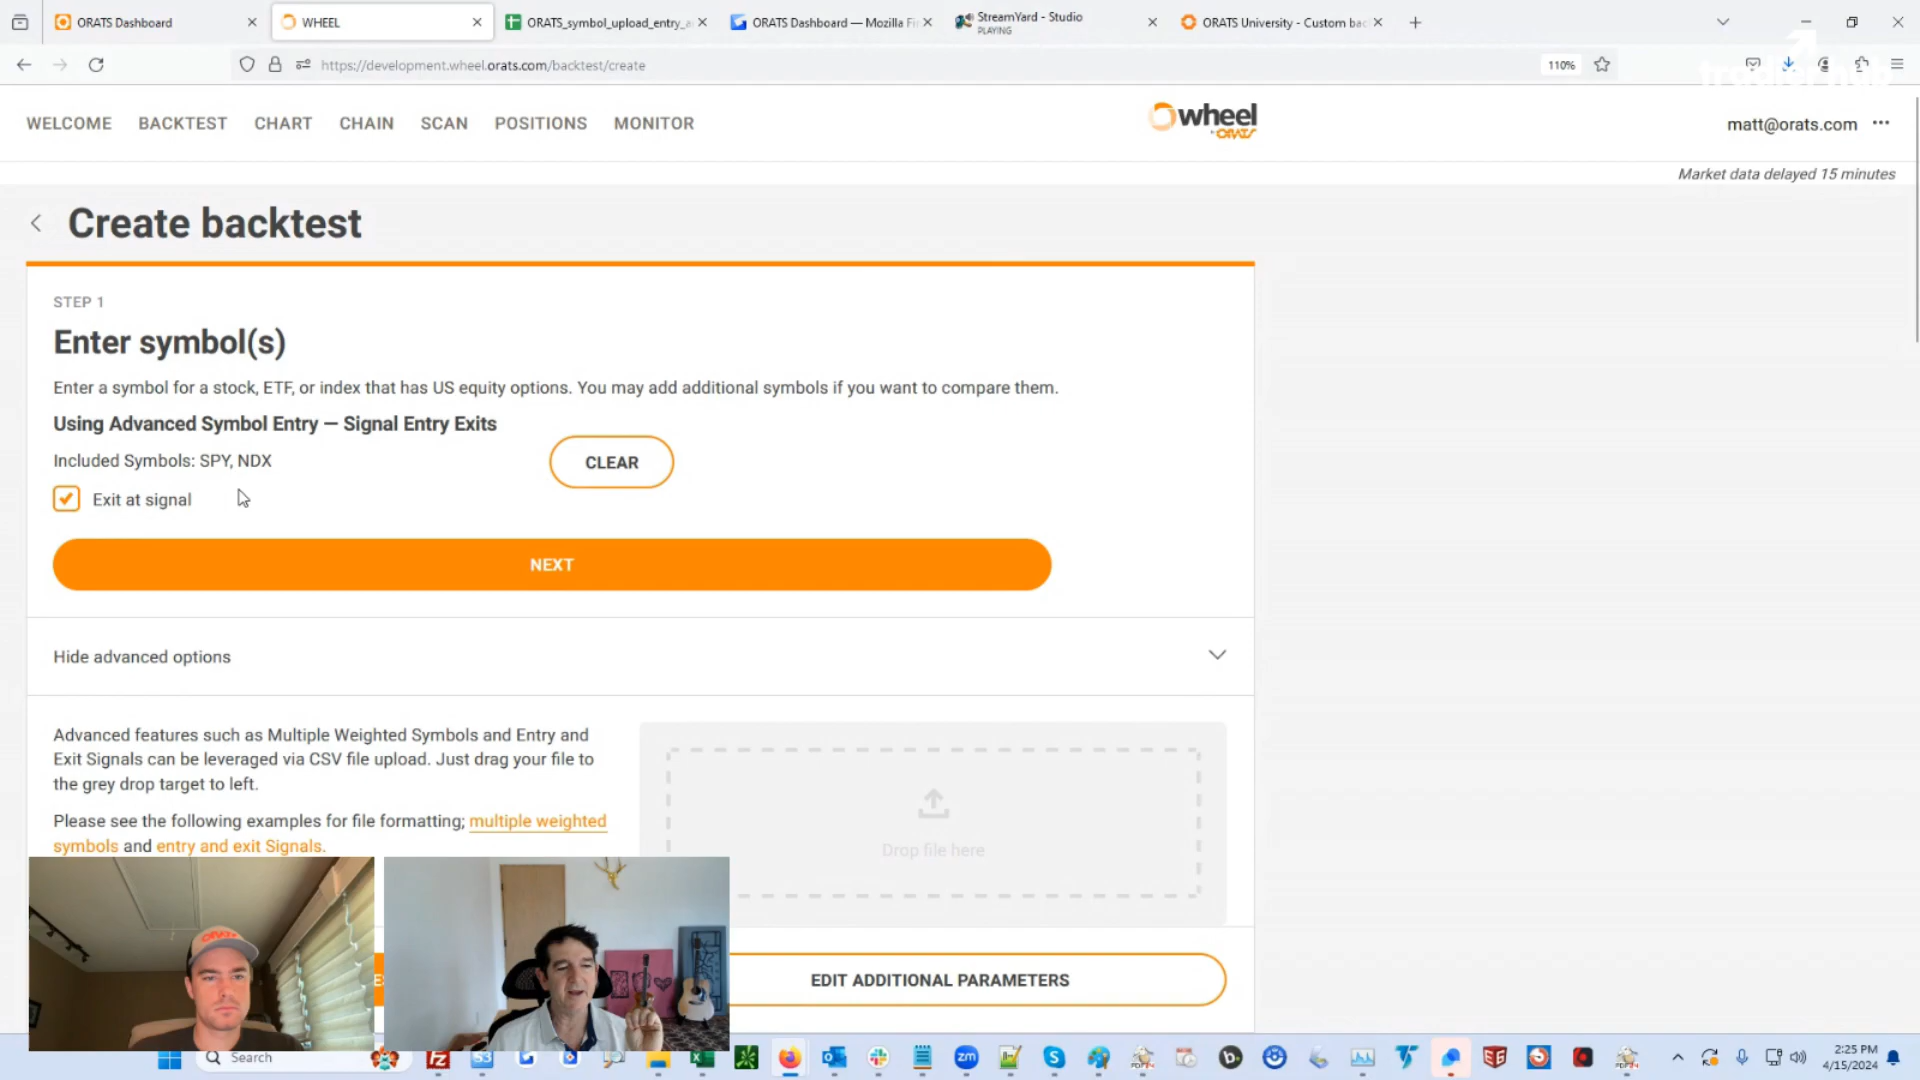 ORATS Dashboard
WHEEL
ORATS_symbol_upload_entry_a
ORATS Dashboard — Mozilla Fi
StreamYard - Studio
PLAYING
ORATS University - Custom bac
https://development.wheel.orats.com/backtest/create
110%
tradier hub
WELCOME
BACKTEST
CHART
CHAIN
SCAN
POSITIONS
MONITOR
wheel
by ORATS
matt@orats.com
Market data delayed 15 minutes
Create backtest
STEP 1
Enter symbol(s)
Enter a symbol for a stock, ETF, or index that has US equity options. You may add additional symbols if you want to compare them.
Using Advanced Symbol Entry — Signal Entry Exits
Included Symbols: SPY, NDX
CLEAR
Exit at signal
NEXT
Hide advanced options
Advanced features such as Multiple Weighted Symbols and Entry and
Exit Signals can be leveraged via CSV file upload. Just drag your file to
the grey drop target to left.
Please see the following examples for file formatting; multiple weighted
symbols and entry and exit Signals.
Drop file here
EDIT ADDITIONAL PARAMETERS
ORATS
Search
2:25 PM
4/15/2024